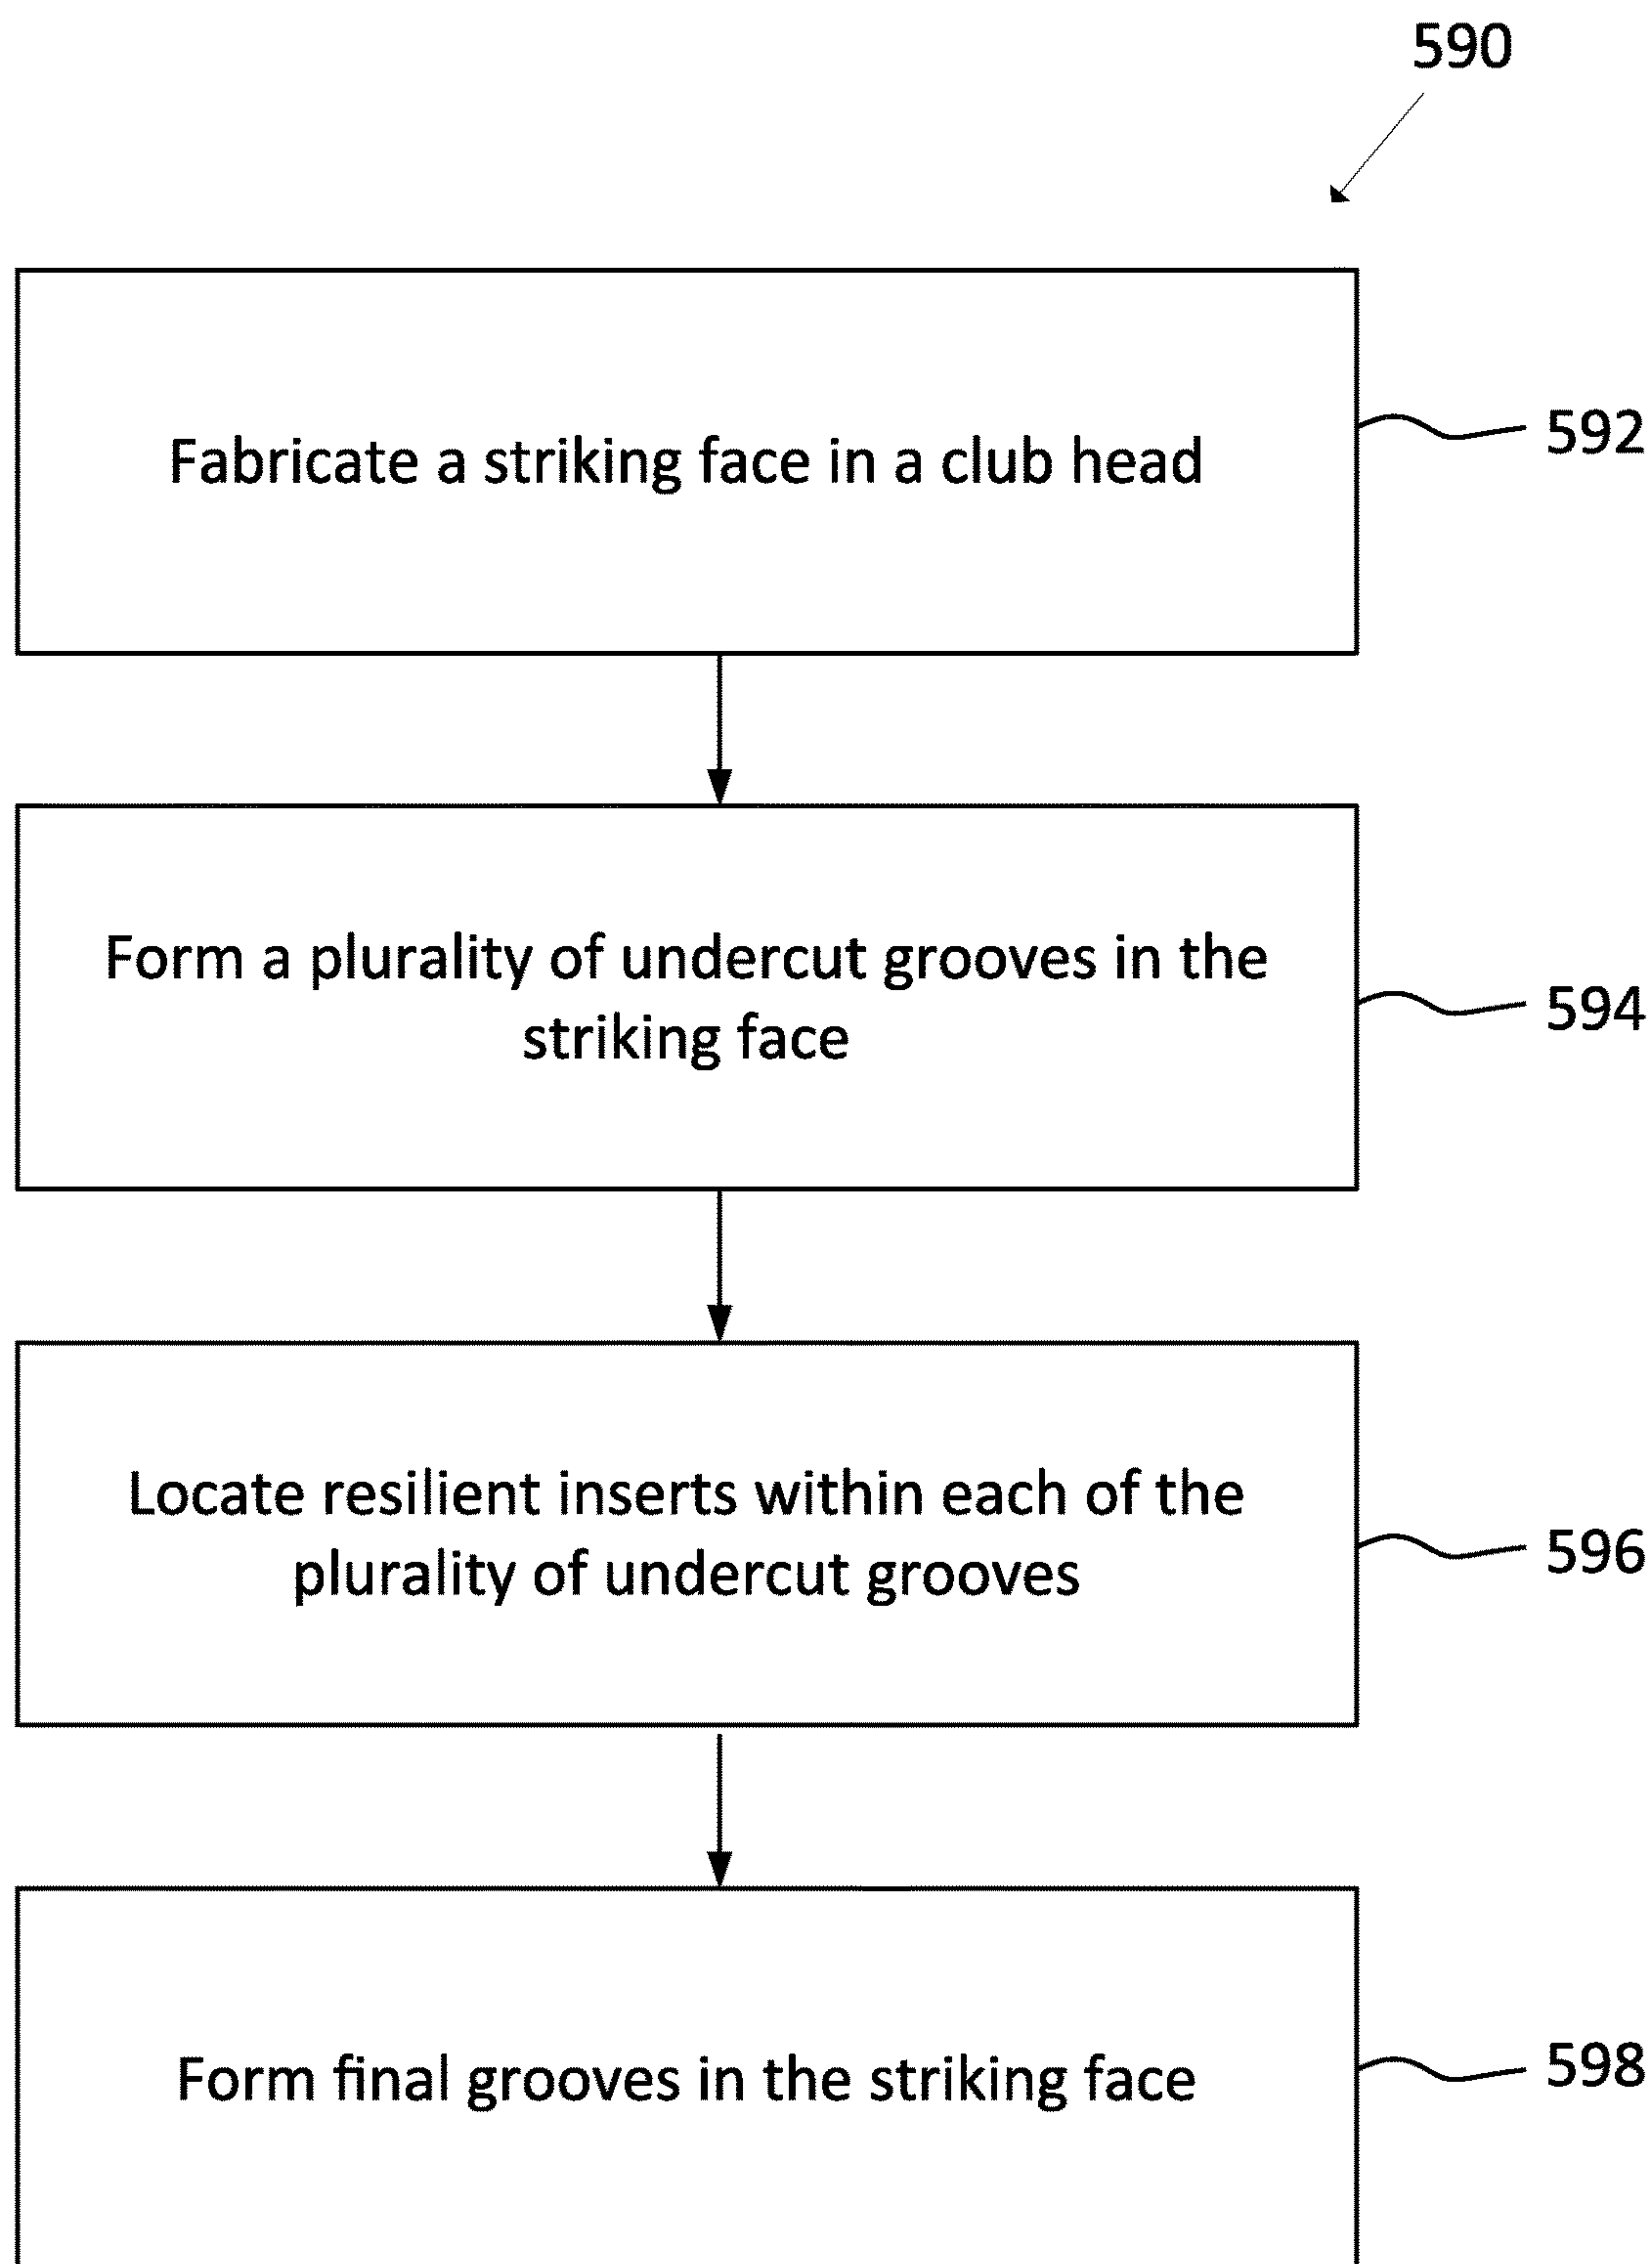 590
Fabricate a striking face in a club head
592
Form a plurality of undercut grooves in the
striking face
594
Locate resilient inserts within each of the
plurality of undercut grooves
596
Form final grooves in the striking face
598